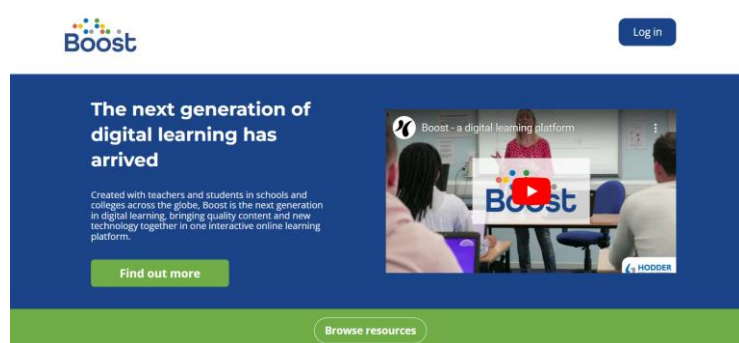 Boost
Log in
The next generation of
digital learning has
arrived
Created with teachers and students in schools and
colleges across the globe, Boost is the next generation
in digital learning, bringing quality content and new
technology together in one interactive online learning
platform.
Find out more
Boost - a digital learning platform
Boost
HODDER
Browse resources